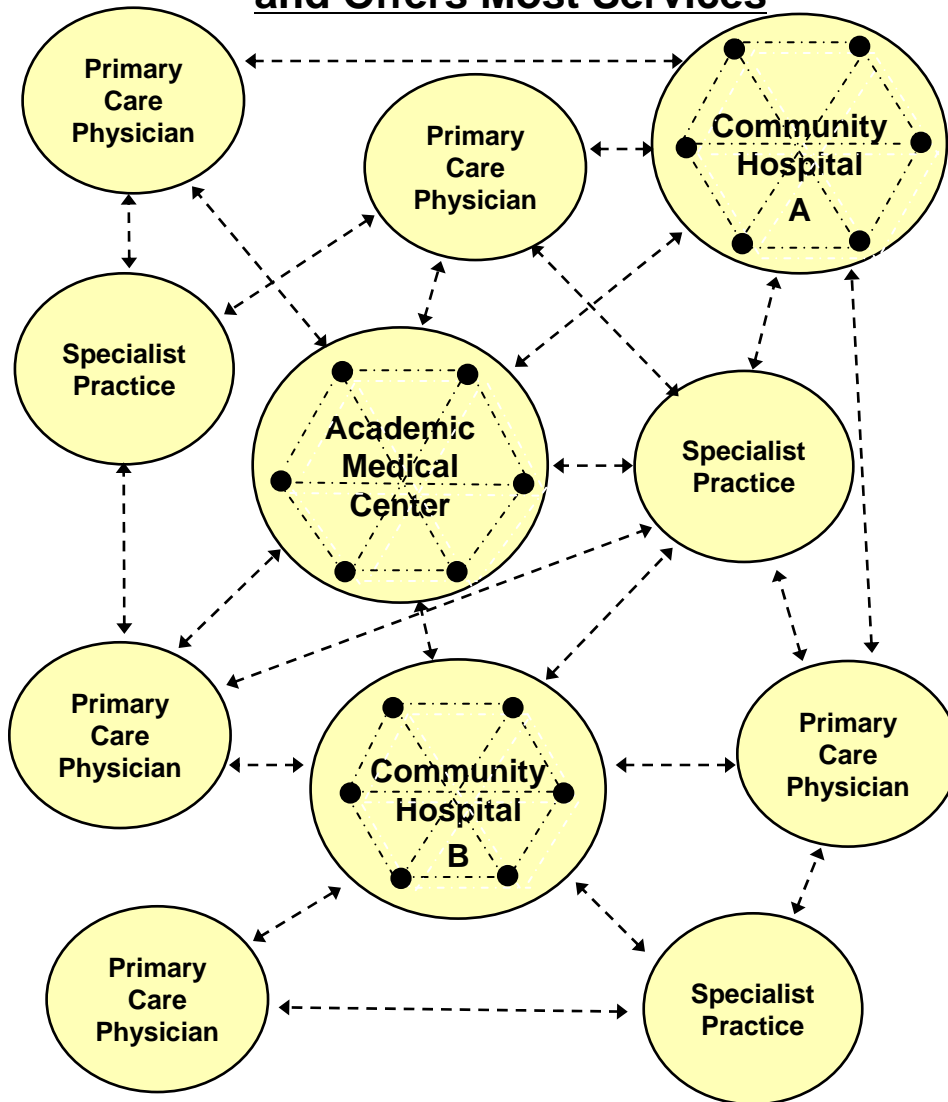 and Offers Most Services
Primary
Care
Physician
Primary
Care
Physician
Community
Hospital
A
Specialist
Practice
Academic
Medical
Center
Specialist
Practice
Primary
Care
Physician
Community
Hospital
B
Primary
Care
Physician
Primary
Care
Physician
Specialist
Practice